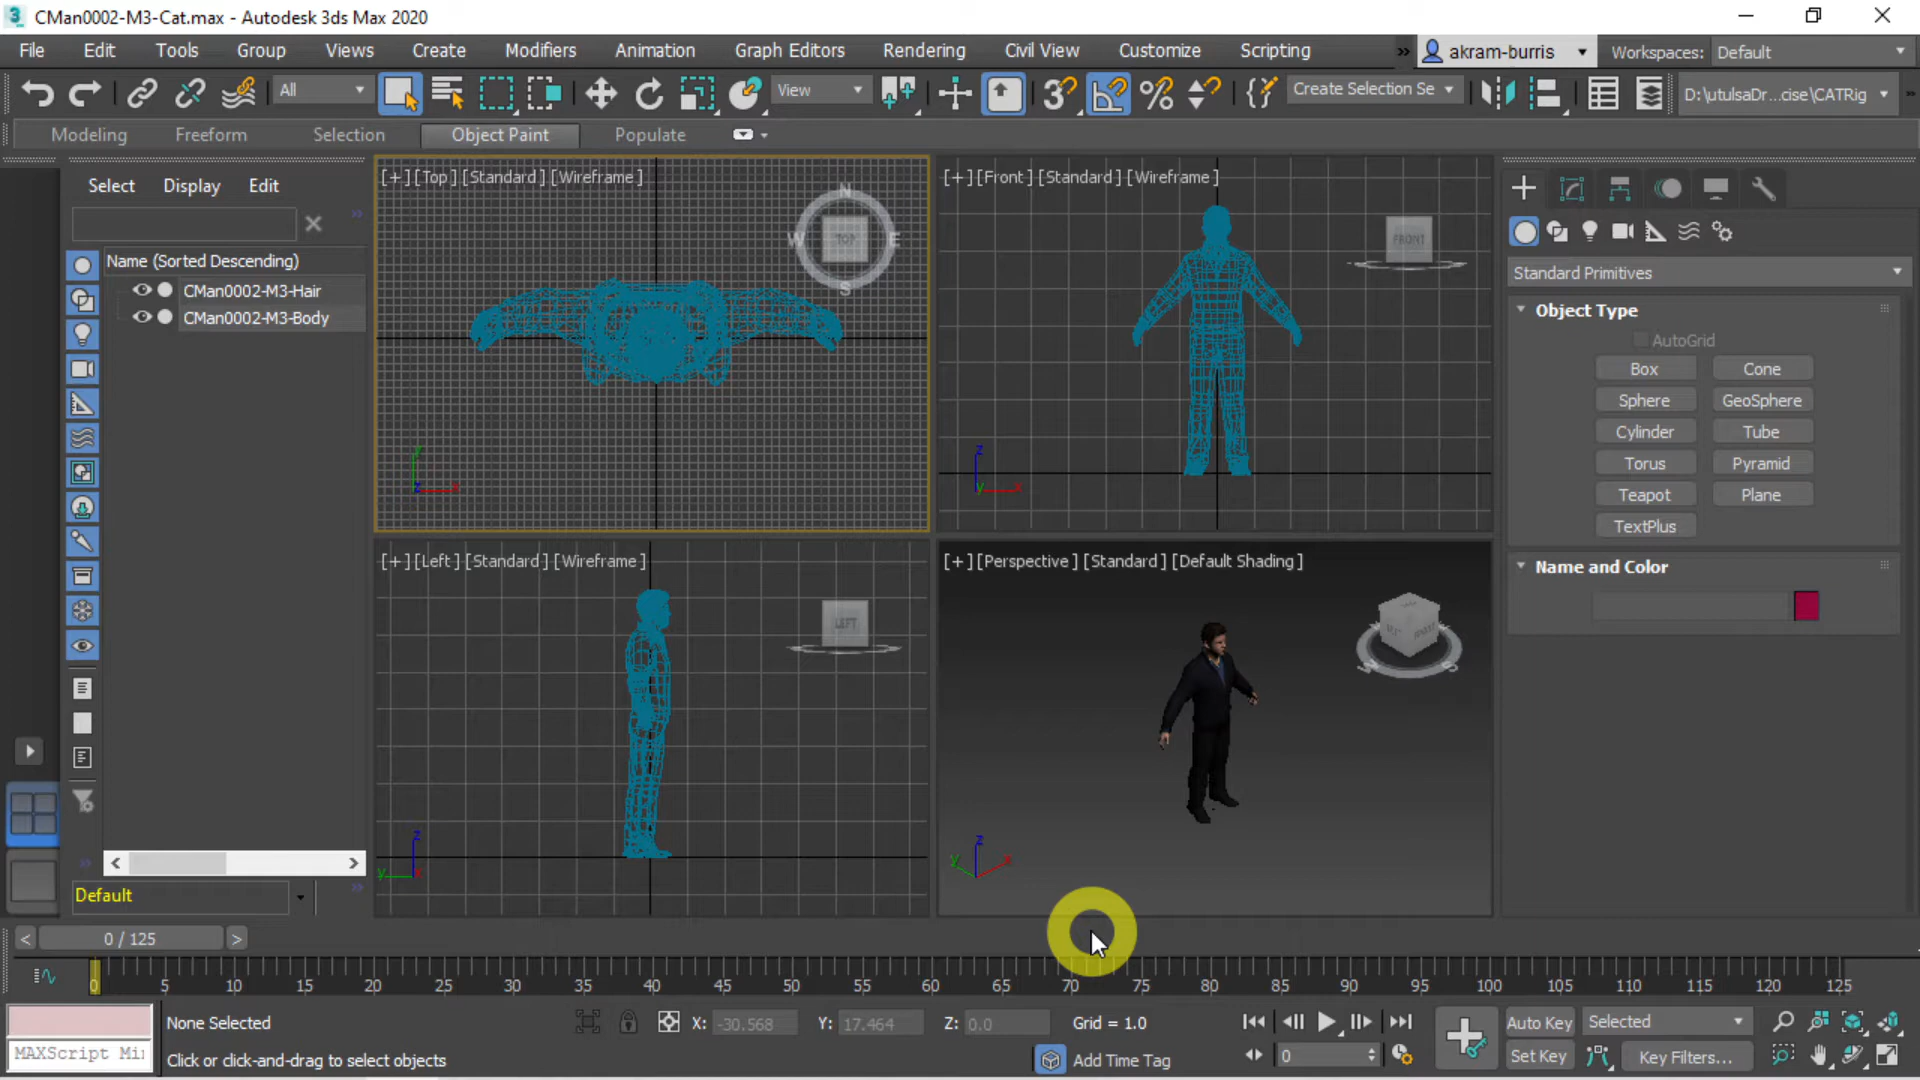 CMan0002-M3-Cat.max - Autodesk 3ds Max 2020
File Edit Tools Group Views Create Modifiers Animation Graph Editors Rendering Civil View Customize Scripting » akram-burris Workspaces: Default
All View Create Selection Se D:\utulsaDr...cise\CATRig
Modeling Freeform Selection Object Paint Populate
Select Display Edit
Name (Sorted Descending)
CMan0002-M3-Hair
CMan0002-M3-Body
Default
[+][Top][Standard][Wireframe]
N
W TOP E
S
[+][Front][Standard][Wireframe]
FRONT
y
z x
z
y x
[+][Left][Standard][Wireframe]
LEFT
z
y x
[+][Perspective][Standard][Default Shading]
W S
z
y x
Standard Primitives
Object Type
AutoGrid
Box Cone
Sphere GeoSphere
Cylinder Tube
Torus Pyramid
Teapot Plane
TextPlus
Name and Color
< 0 / 125 >
0 5 10 15 20 25 30 35 40 45 50 55 60 65 70 75 80 85 90 95 100 105 110 115 120 125
None Selected X: -30.568 Y: 17.464 Z: 0.0 Grid = 1.0 Auto Key Selected
MAXScript Mi Click or click-and-drag to select objects Add Time Tag 0 Set Key Key Filters...